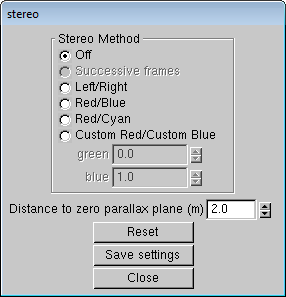 stereo
Stereo Method
Off
Successive frames
Left/Right
Red/Blue
Red/Cyan
Custom Red/Custom Blue
green 0.0
blue 1.0
Distance to zero parallax plane (m) 2.0
Reset
Save settings
Close